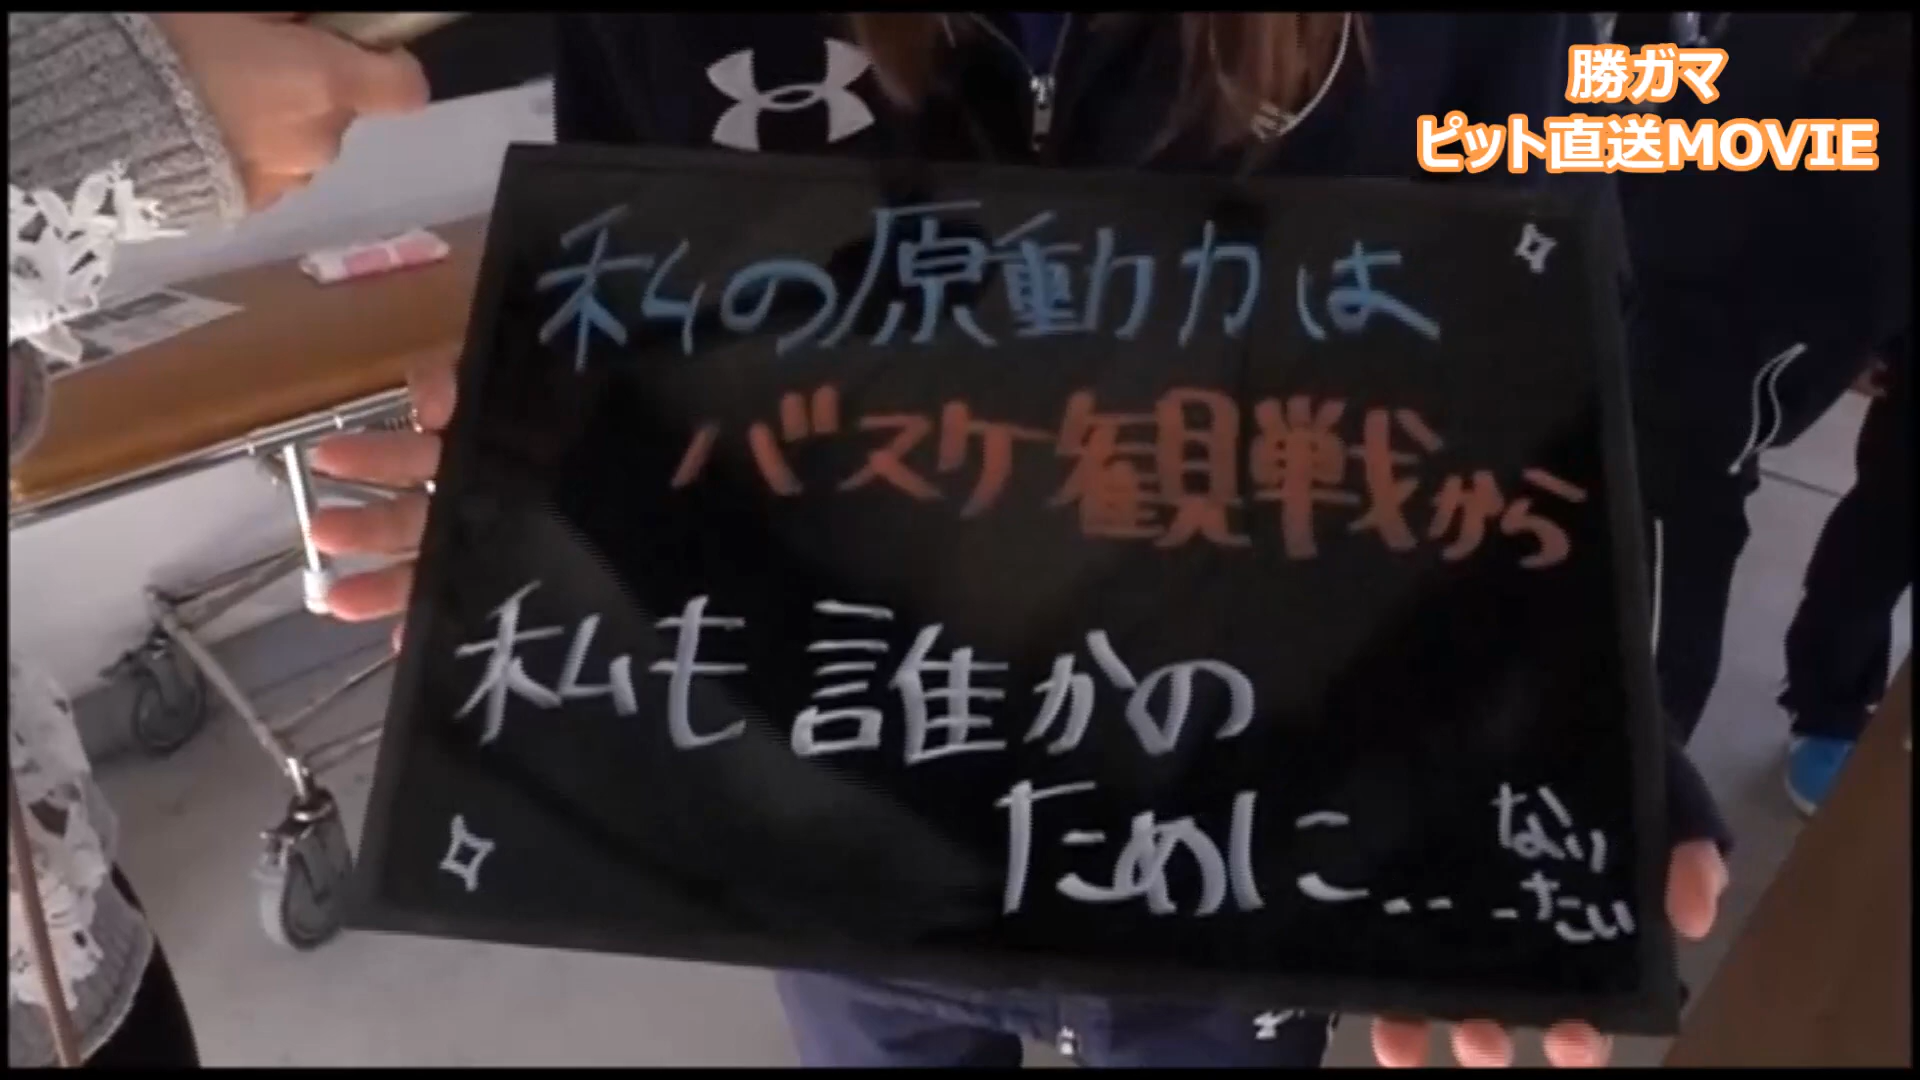 勝ガマ
ピット直送MOVIE
私の原動力は
バスケ観戦から
私も誰かの
ために...なり
たい